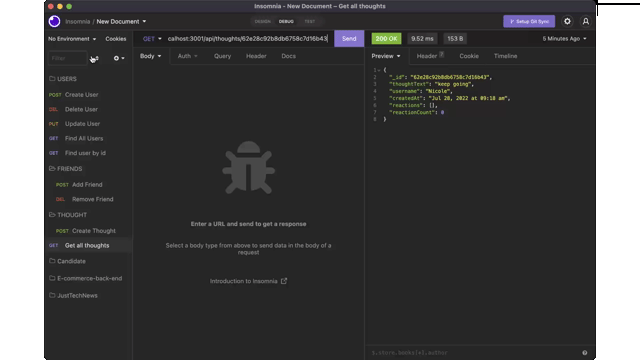 Insomnia - New Document - Get all thoughts
Insomnia / New Document
DESIGN DEBUG TEST
Setup Git Sync
No Environment Cookies
GET calhost:3001/api/thoughts/62e28c92b8db6758c7d16b43 Send
200 OK 9.52 ms 153 B 5 Minutes Ago
Filter
Body Auth Query Header Docs
Preview Header Cookie Timeline
USERS
POST Create User
DEL Delete User
PUT Update User
GET Find All Users
GET Find user by id
FRIENDS
POST Add Friend
DEL Remove Friend
THOUGHT
POST Create Thought
GET Get all thoughts
Candidate
E-commerce-back-end
JustTechNews
Enter a URL and send to get a response
Select a body type from above to send data in the body of a
request
Introduction to Insomnia
1 {
2 "_id": "62e28c92b8db6758c7d16b43",
3 "thoughtText": "keep going",
4 "username": "Nicole",
5 "createdAt": "Jul 28, 2022 at 09:18 am",
6 "reactions": [],
7 "reactionCount": 0
8 }
$.store.books[*].author